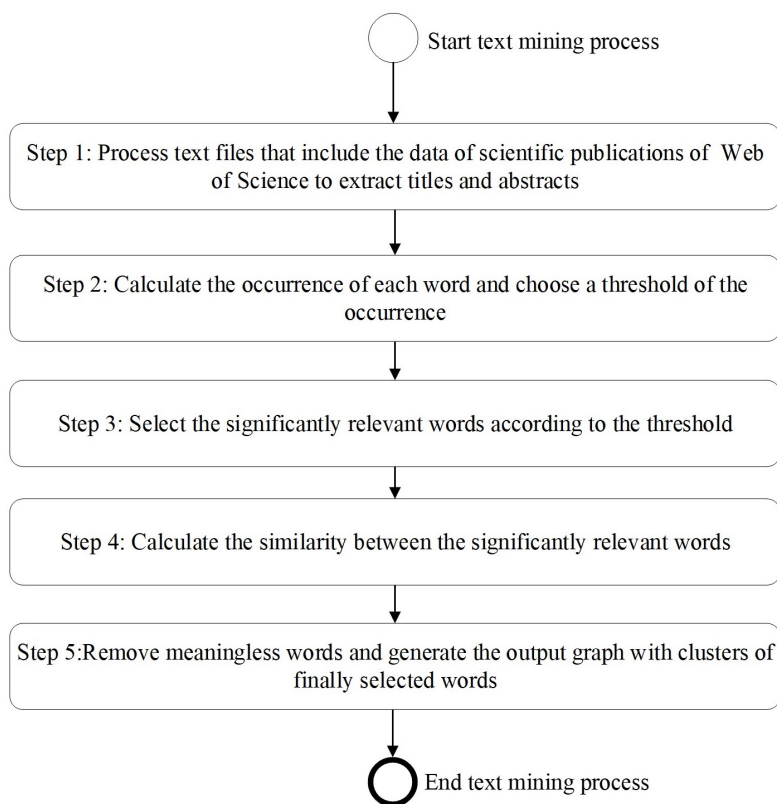 Start text mining process
Step 1: Process text files that include the data of scientific publications of Web
of Science to extract titles and abstracts
Step 2: Calculate the occurrence of each word and choose a threshold of the
occurrence
Step 3: Select the significantly relevant words according to the threshold
Step 4: Calculate the similarity between the significantly relevant words
Step 5:Remove meaningless words and generate the output graph with clusters of
finally selected words
End text mining process